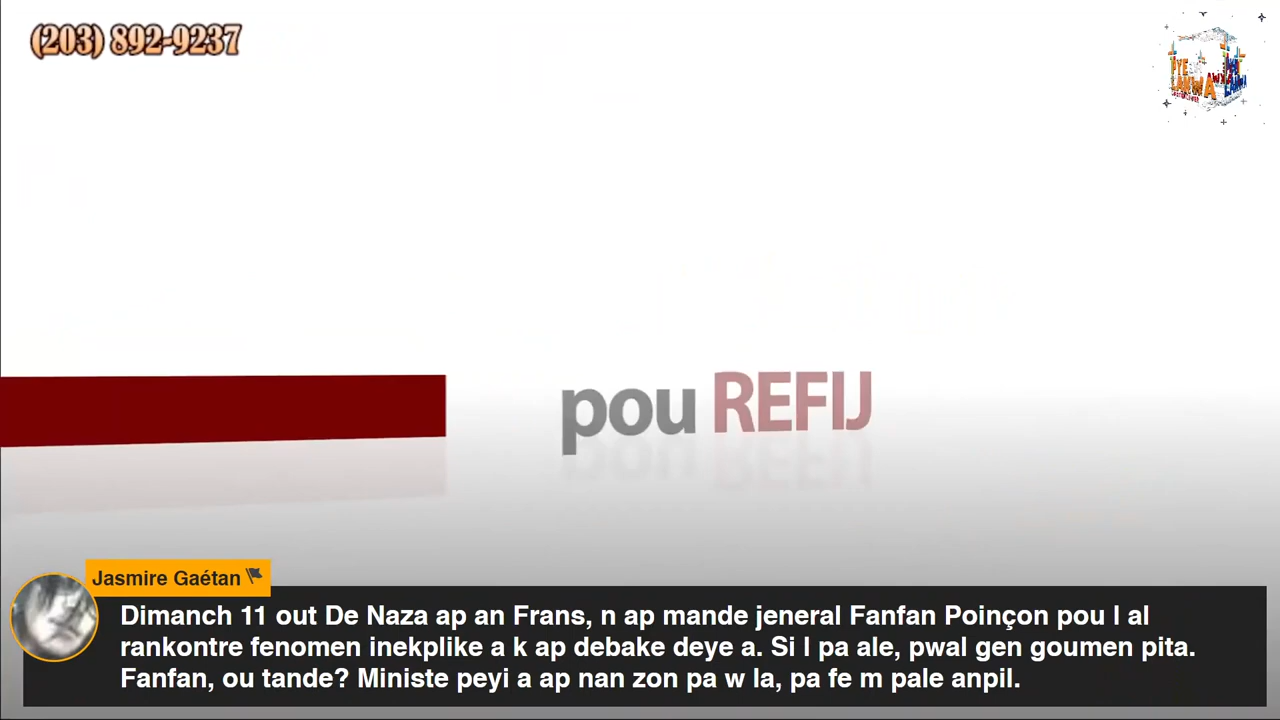 (203) 892-9237
pou REFIJ
Jasmire Gaétan
Dimanch 11 out De Naza ap an Frans, n ap mande jeneral Fanfan Poinçon pou l al
rankontre fenomen inekplike a k ap debake deye a. Si l pa ale, pwal gen goumen pita.
Fanfan, ou tande? Ministe peyi a ap nan zon pa w la, pa fe m pale anpil.